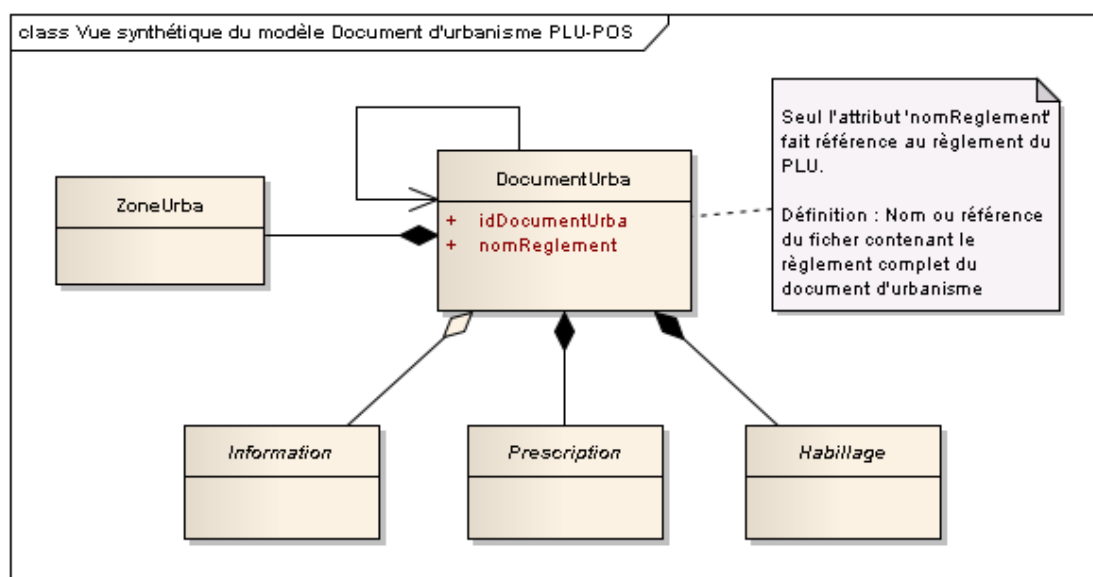 class Vue synthétique du modèle Document d'urbanisme PLU-POS
Seul l'attribut 'nomReglement'
fait référence au règlement du
PLU.
Définition : Nom ou référence
du ficher contenant le
règlement complet du
document d'urbanisme
DocumentUrba
+ idDocumentUrba
+ nomReglement
ZoneUrba
Information
Prescription
Habillage